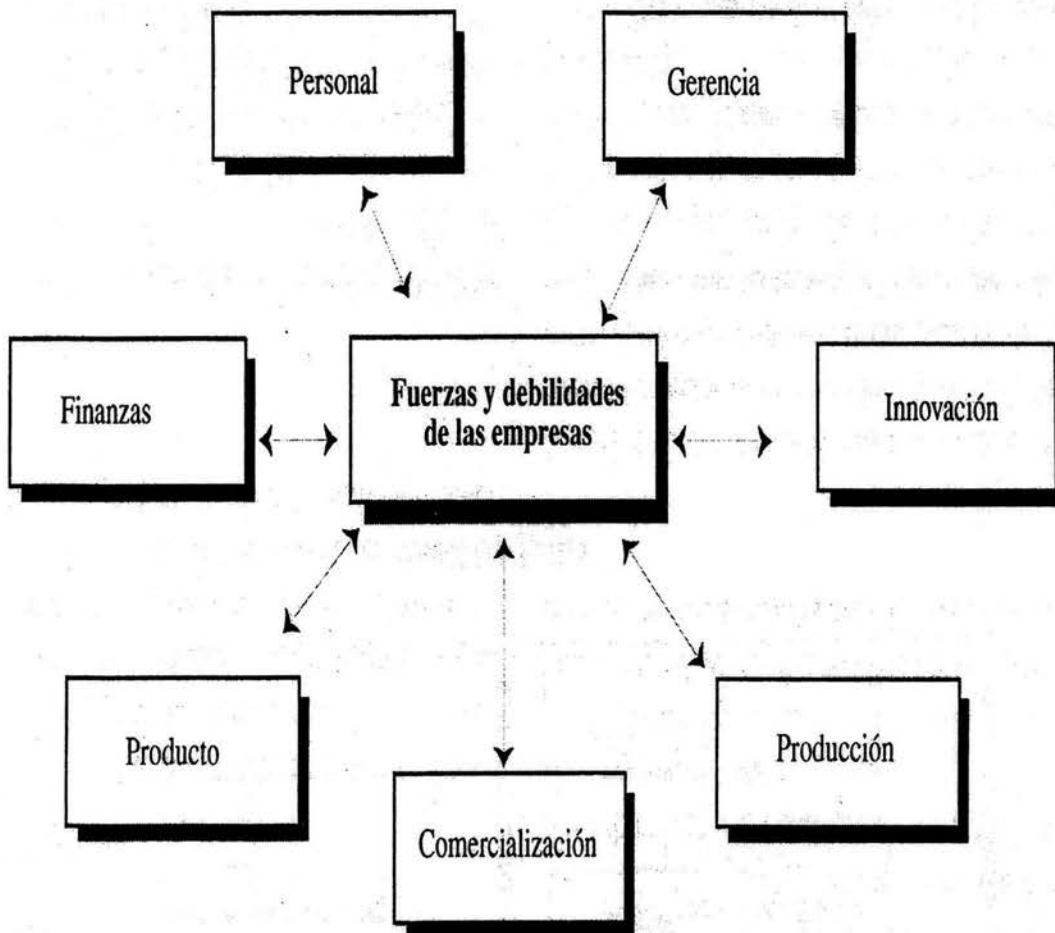 Personal
Gerencia
Finanzas
Fuerzas y debilidades
de las empresas
Innovación
Producto
Producción
Comercialización